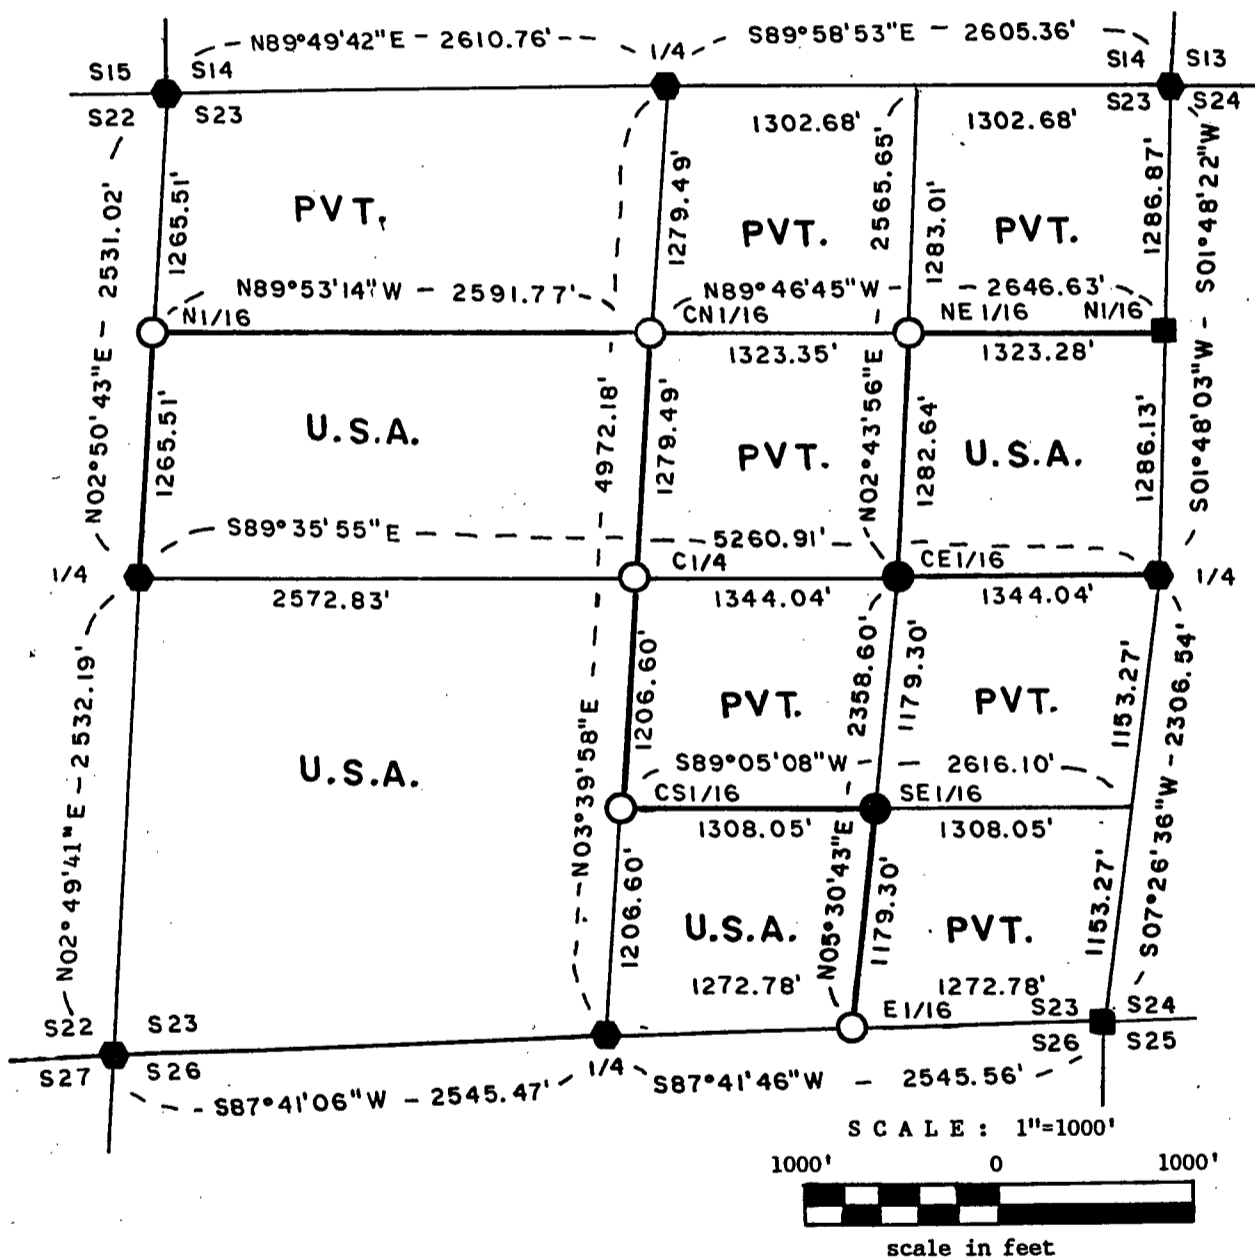 N89°49'42"E - 2610.76'
1/4
S89°58'53"E - 2605.36'
S15
S14
S14
S13
S22
S23
S23
S24
1302.68'
1302.68'
N02°50'43"E - 2531.02'
1265.51'
PVT.
1279.49'
PVT.
2565.65'
1283.01'
PVT.
1286.87'
S01°48'22"W
N89°53'14"W - 2591.77'
N89°46'45"W - 2646.63'
N1/16
CN1/16
NE 1/16
N1/16
1323.35'
1323.28'
1265.51'
U.S.A.
4972.18'
1279.49'
PVT.
N02°43'56"E
1282.64'
U.S.A.
1286.13'
S01°48'03"W
S89°35'55"E - 5260.91'
1/4
C1/4
CE1/16
1/4
2572.83'
1344.04'
1344.04'
N02°49'41"E - 2532.19'
U.S.A.
N03°39'58"E
1206.60'
PVT.
2358.60'
1179.30'
PVT.
1153.27'
S07°26'36"W - 2306.54'
S89°05'08"W - 2616.10'
CS1/16
SE1/16
1308.05'
1308.05'
1206.60'
U.S.A.
N05°30'43"E
1179.30'
PVT.
1153.27'
1272.78'
1272.78'
E1/16
S22
S23
S23
S24
S27
S26
S26
S25
1/4
S87°41'06"W - 2545.47'
S87°41'46"W - 2545.56'
SCALE: 1"=1000'
1000'
0
1000'
scale in feet